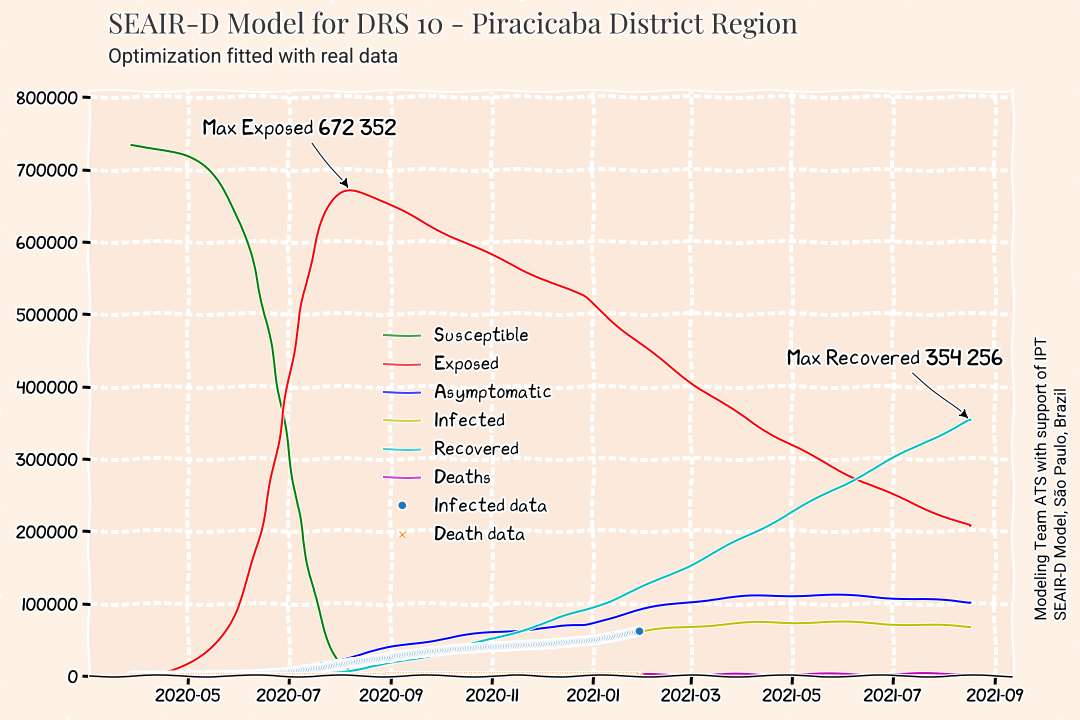 SEAIR-D Model for DRS 10 - Piracicaba District Region
Optimization fitted with real data
800000
700000
600000
500000
400000
300000
200000
100000
0
Max Exposed 672 352
Max Recovered 354 256
Susceptible
Exposed
Asymptomatic
Infected
Recovered
Deaths
Infected data
Death data
2020-05
2020-07
2020-09
2020-11
2021-01
2021-03
2021-05
2021-07
2021-09
Modeling Team ATS with support of IPT
SEAIR-D Model, São Paulo, Brazil